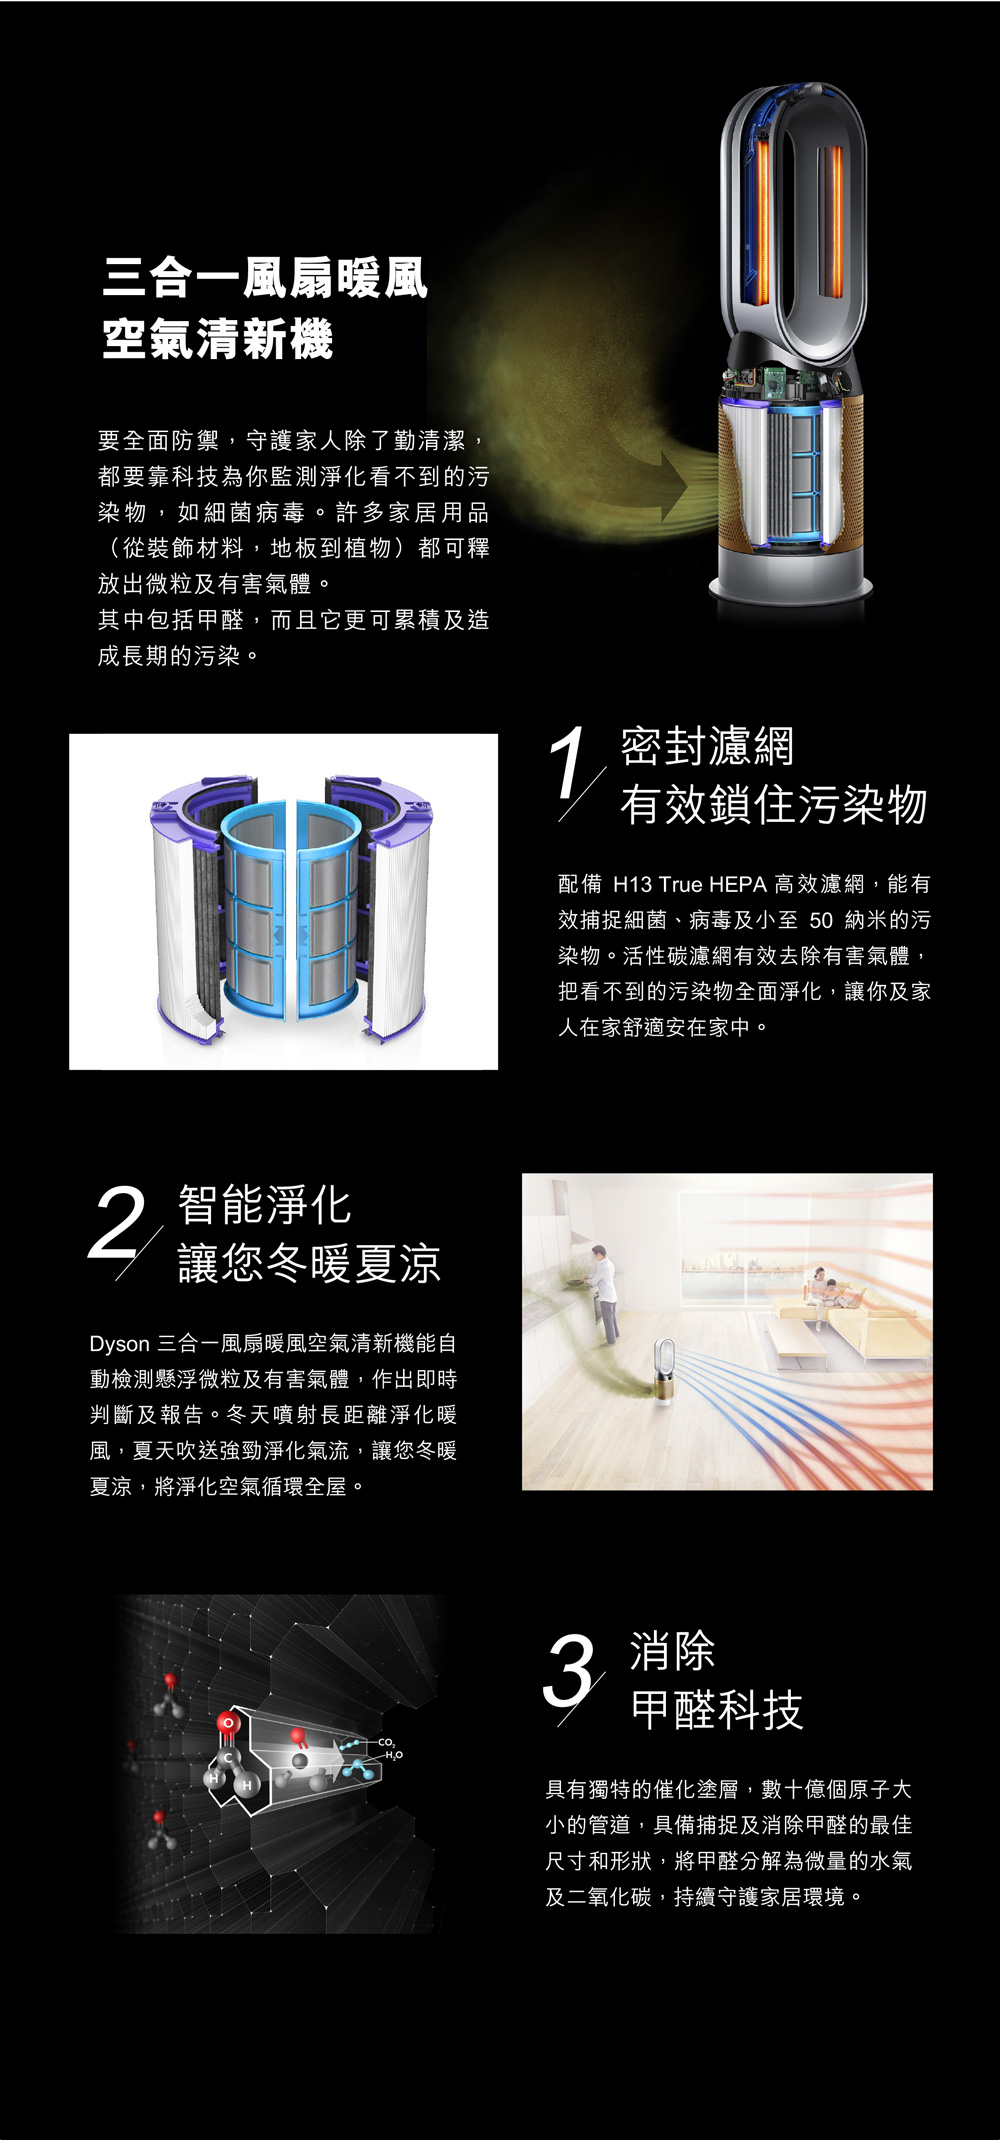 三合一風扇暖風
空氣清新機
要全面防禦，守護家人除了勤清潔，
都要靠科技為你監測淨化看不到的污
染物，如細菌病毒。許多家居用品
（從裝飾材料，地板到植物）都可釋
放出微粒及有害氣體。
其中包括甲醛，而且它更可累積及造
成長期的污染。
1 密封濾網
有效鎖住污染物
配備 H13 True HEPA 高效濾網，能有
效捕捉細菌、病毒及小至 50 納米的污
染物。活性碳濾網有效去除有害氣體，
把看不到的污染物全面淨化，讓你及家
人在家舒適安在家中。
2 智能淨化
讓您冬暖夏涼
Dyson 三合一風扇暖風空氣清新機能自
動檢測懸浮微粒及有害氣體，作出即時
判斷及報告。冬天噴射長距離淨化暖
風，夏天吹送強勁淨化氣流，讓您冬暖
夏涼，將淨化空氣循環全屋。
O
C
H H
CO₂
H₂O
3 消除
甲醛科技
具有獨特的催化塗層，數十億個原子大
小的管道，具備捕捉及消除甲醛的最佳
尺寸和形狀，將甲醛分解為微量的水氣
及二氧化碳，持續守護家居環境。